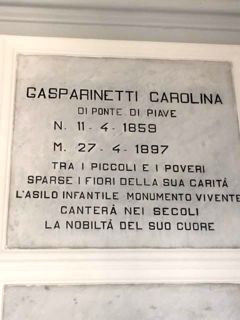 GASPARINETTI CAROLINA
DI PONTE DI PIAVE
N. 11-4-1859
M. 27-4-1897
TRA I PICCOLI E I POVERI
SPARSE I FIORI DELLA SUA CARITÀ
L'ASILO INFANTILE MONUMENTO VIVENTE
CANTERÀ NEI SECOLI
LA NOBILTÀ DEL SUO CUORE